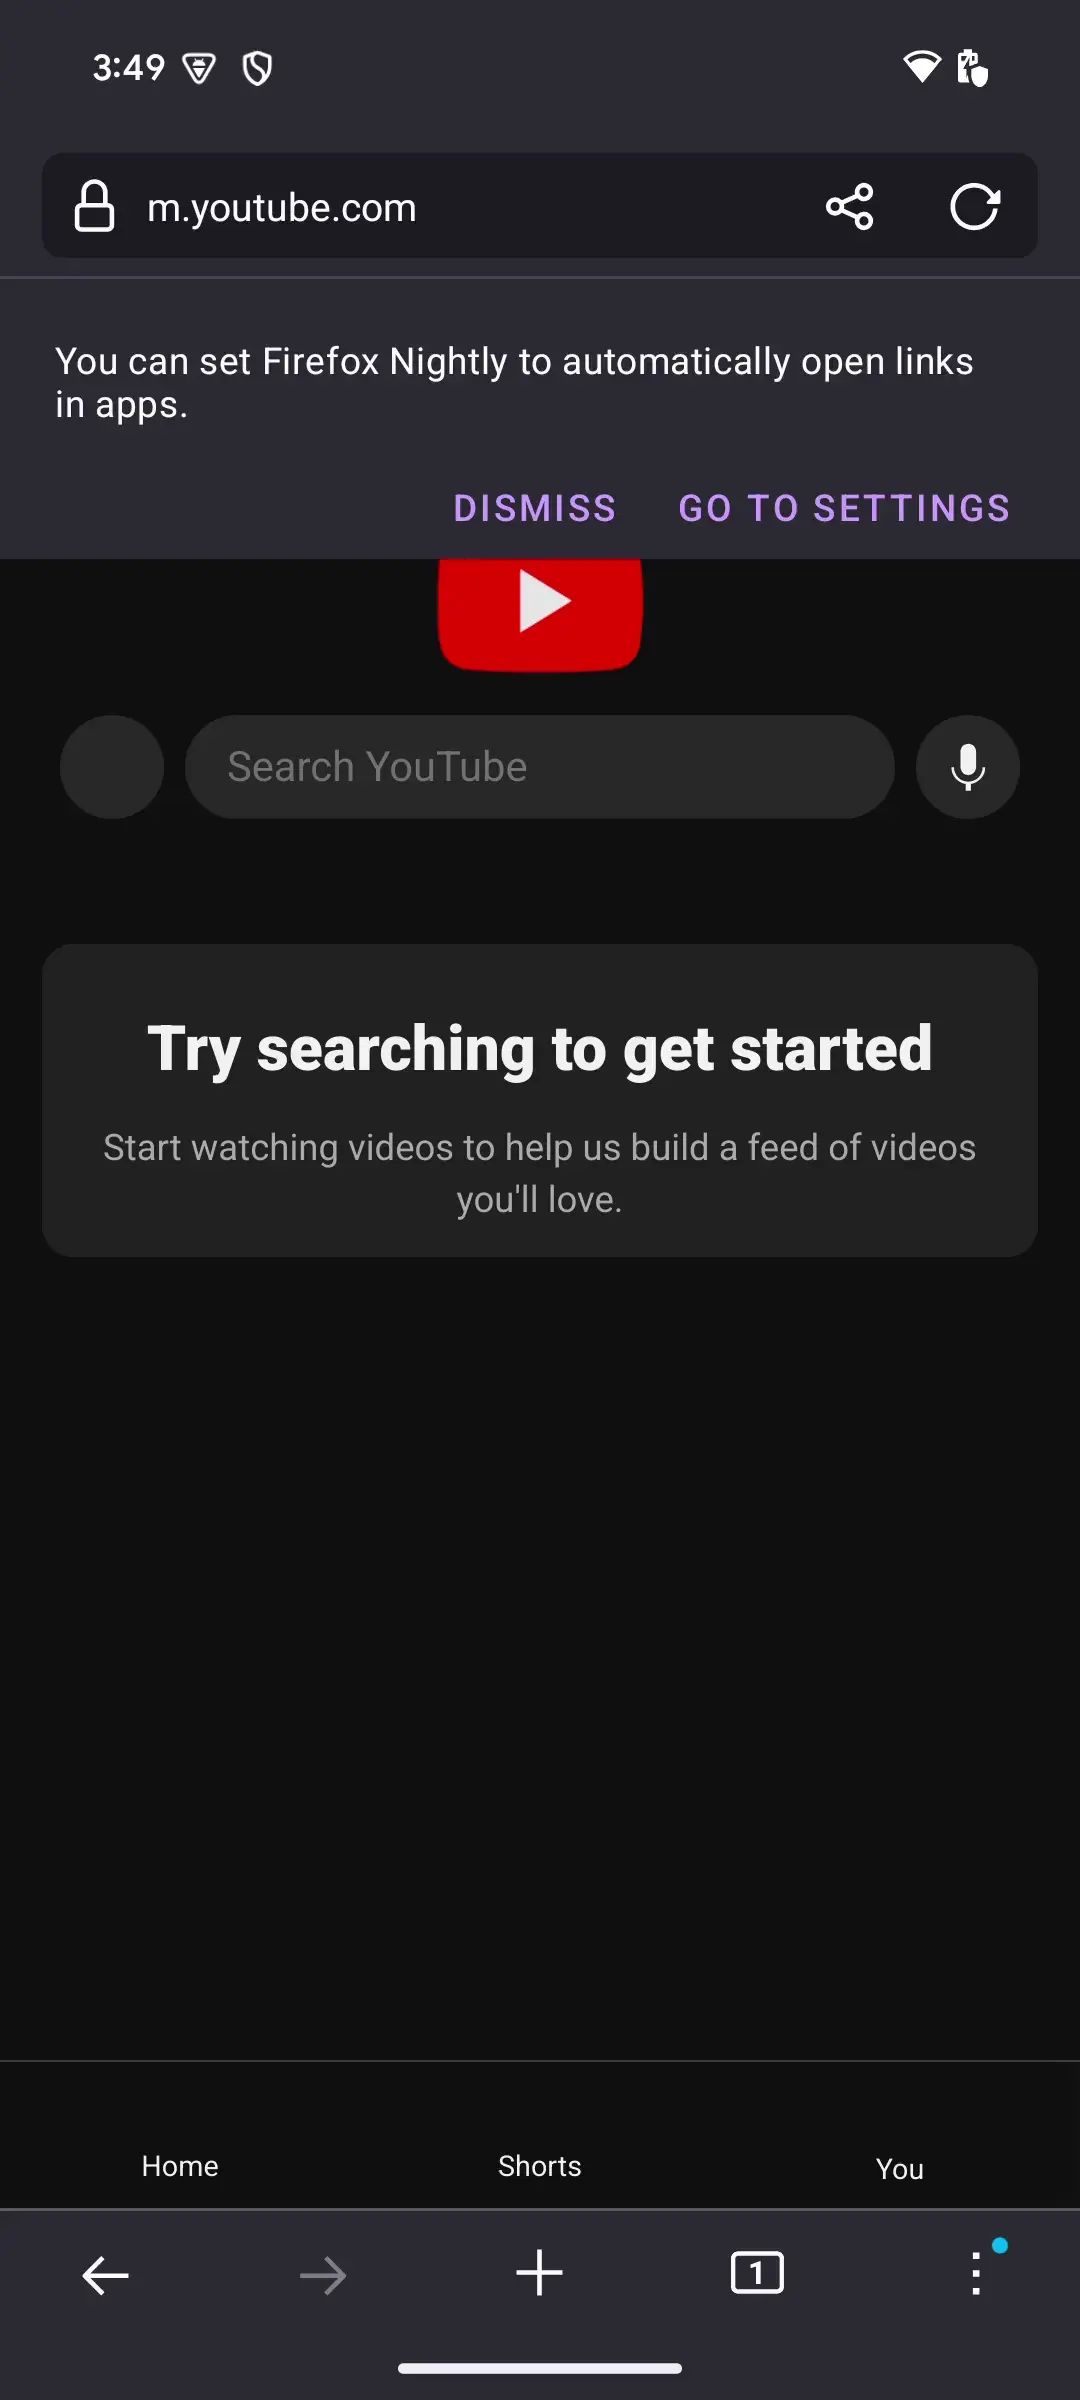 3:49
m.youtube.com
You can set Firefox Nightly to automatically open links
in apps.
DISMISS GO TO SETTINGS
Search YouTube
Try searching to get started
Start watching videos to help us build a feed of videos
you'll love.
Home Shorts You
1